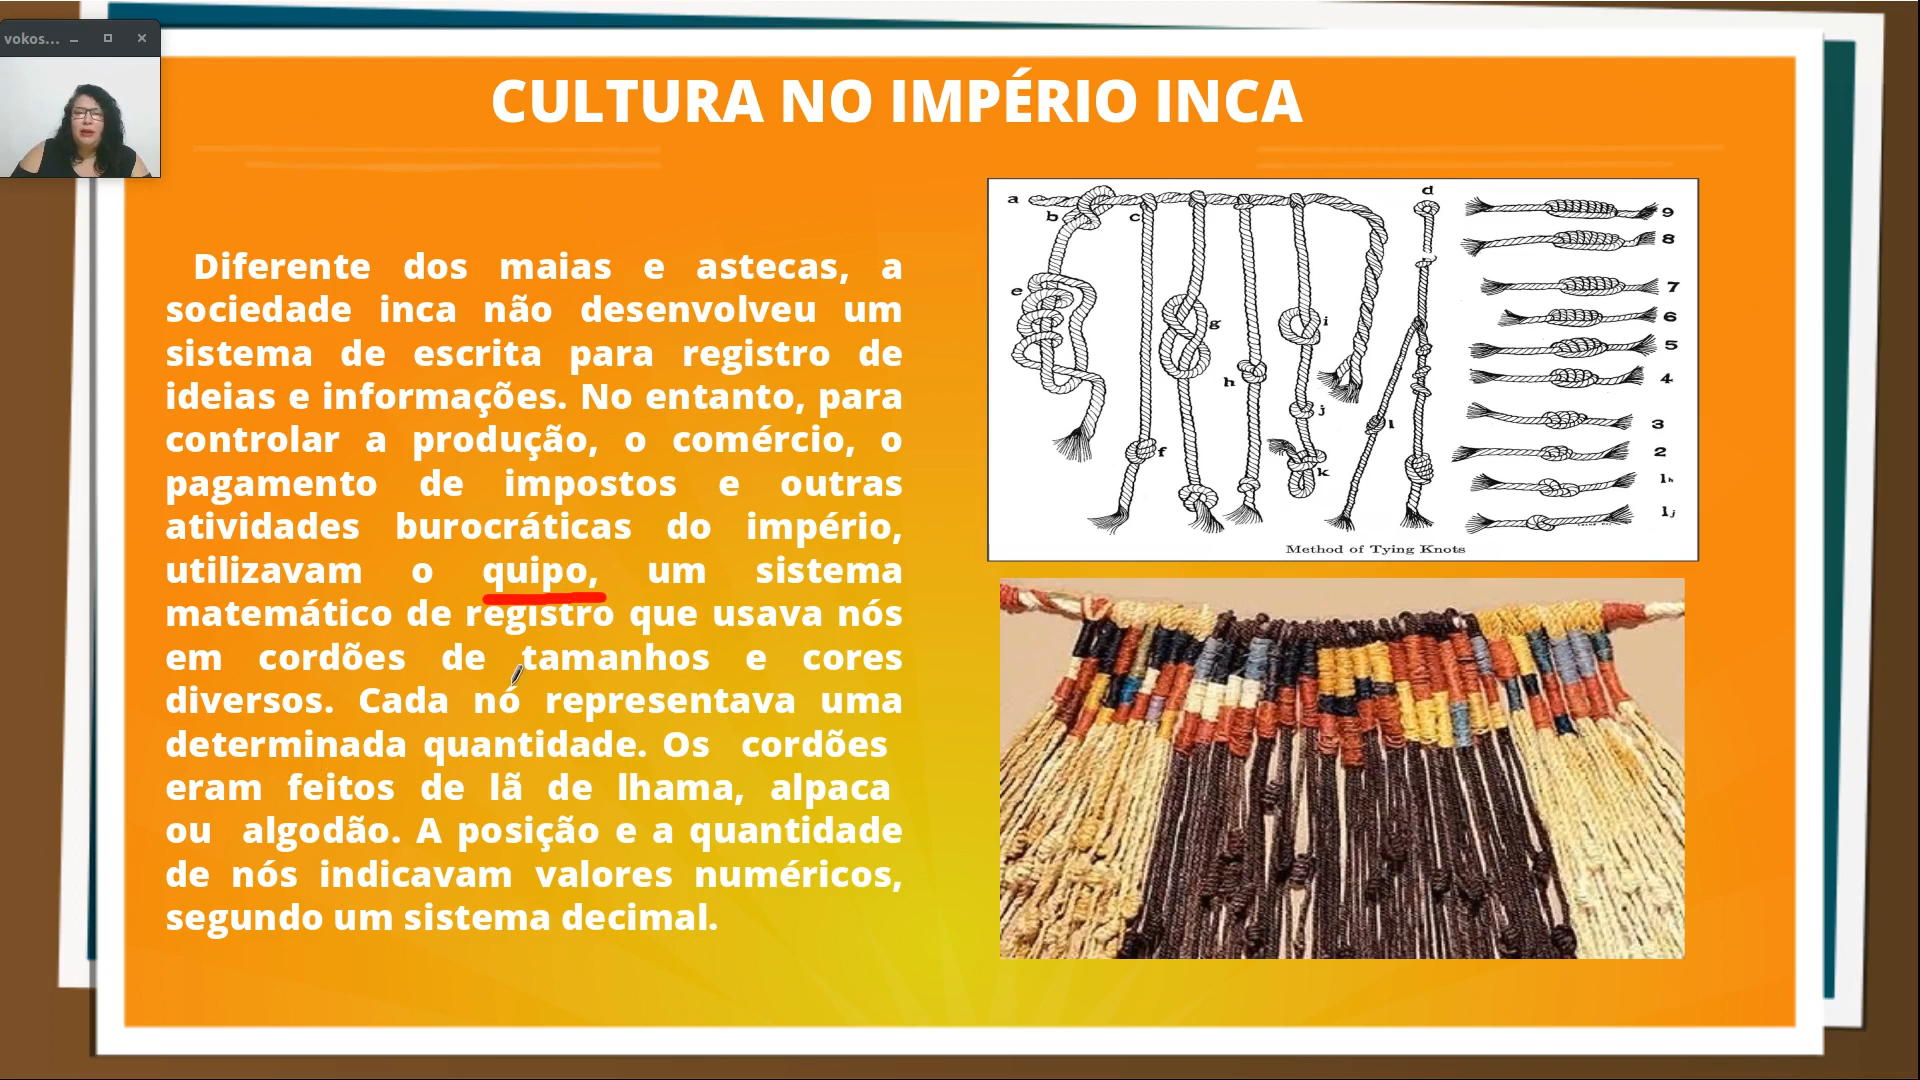 vokos...
CULTURA NO IMPÉRIO INCA
Diferente dos maias e astecas, a
sociedade inca não desenvolveu um
sistema de escrita para registro de
ideias e informações. No entanto, para
controlar a produção, o comércio, o
pagamento de impostos e outras
atividades burocráticas do império,
utilizavam o quipo, um sistema
matemático de registro que usava nós
em cordões de tamanhos e cores
diversos. Cada nó representava uma
determinada quantidade. Os cordões
eram feitos de lã de lhama, alpaca
ou algodão. A posição e a quantidade
de nós indicavam valores numéricos,
segundo um sistema decimal.
a
b
c
d
e
f
g
h
i
j
k
l
9
8
7
6
5
4
3
2
1h
1j
Method of Tying Knots